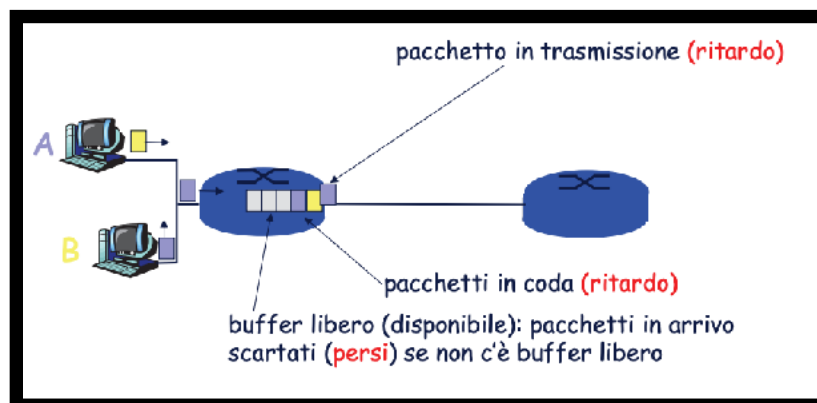 pacchetto in trasmissione (ritardo)
A
B
pacchetti in coda (ritardo)
buffer libero (disponibile): pacchetti in arrivo
scartati (persi) se non c'è buffer libero